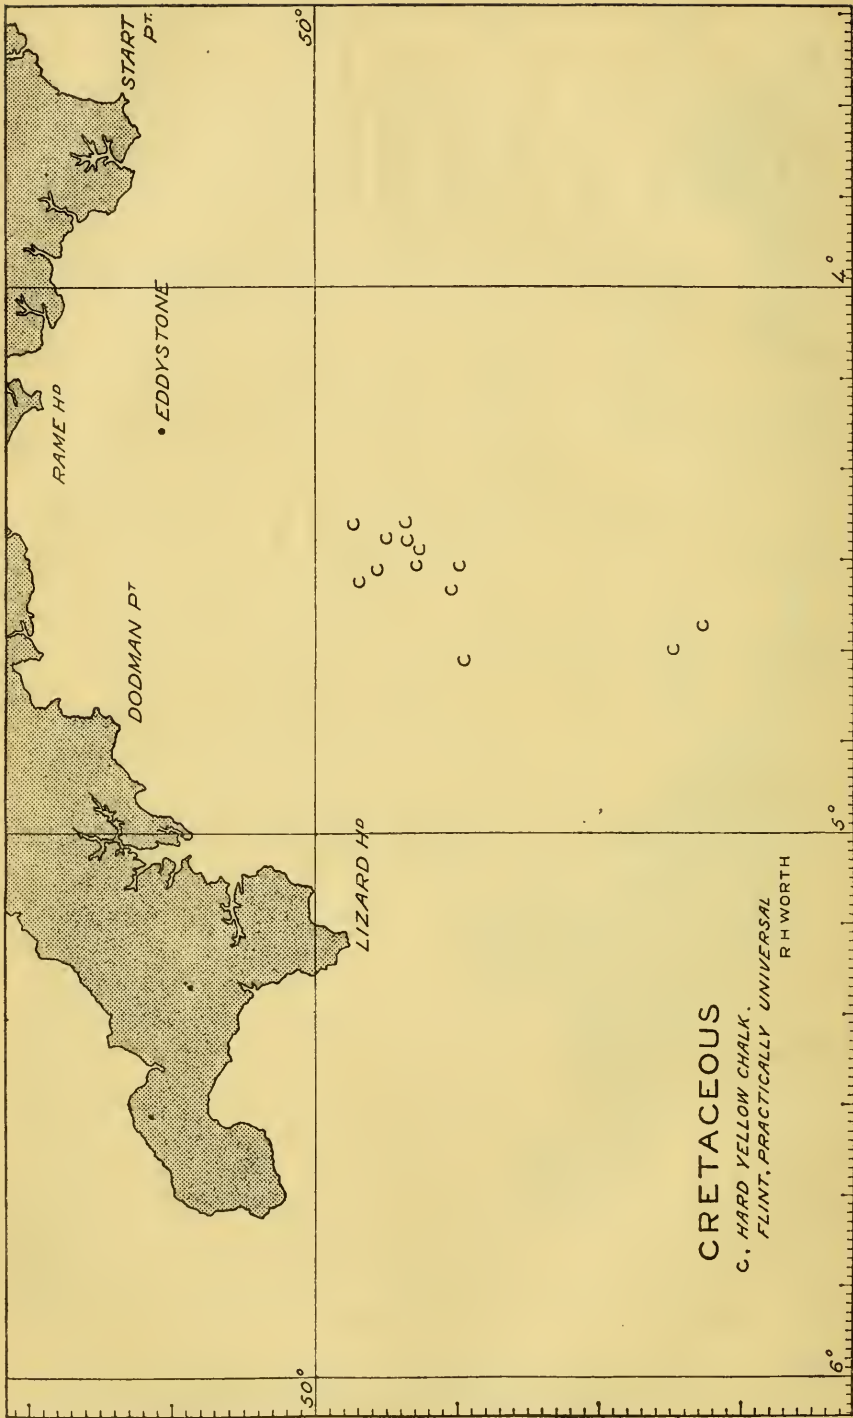 START
PT.
RAME HD
• EDDYSTONE
DODMAN PT
LIZARD HD
50°
50°
C
C
C
C
C
C
C
C
C
C
C
C
C
6°
5°
4°
CRETACEOUS
C, HARD YELLOW CHALK.
FLINT, PRACTICALLY UNIVERSAL
R H WORTH